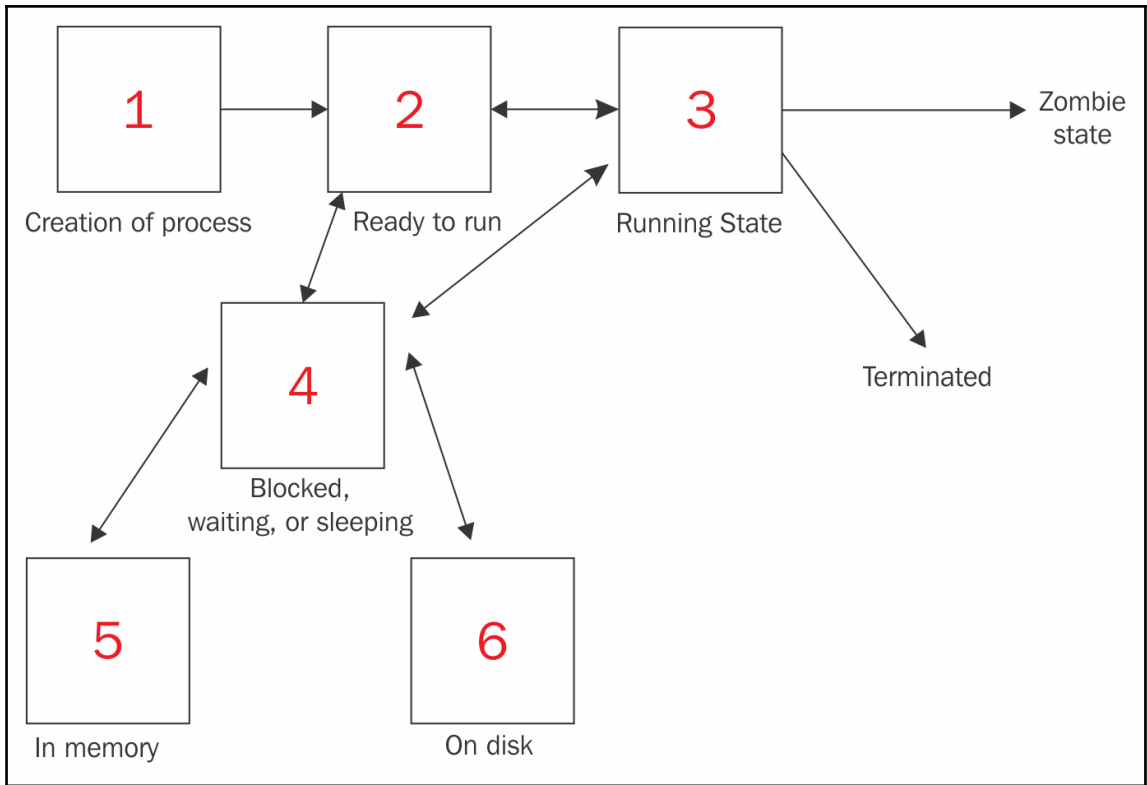 1
2
3
Zombie
state
Creation of process
Ready to run
Running State
4
Terminated
Blocked,
waiting, or sleeping
5
6
In memory
On disk